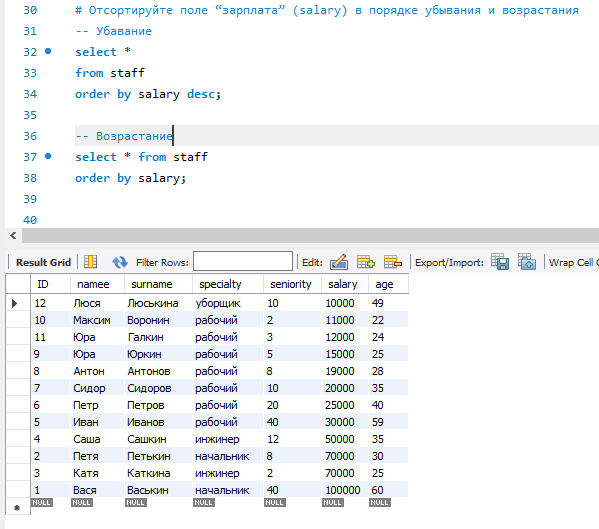 30 # Отсортируйте поле “зарплата” (salary) в порядке убывания и возрастания
31 -- Убавание
32 select *
33 from staff
34 order by salary desc;
35
36 -- Возрастание
37 select * from staff
38 order by salary;
39
40
Result Grid Filter Rows: Edit: Export/Import: Wrap Cell C
ID namee surname specialty seniority salary age
12 Люся Люськина уборщик 10 10000 49
10 Максим Воронин рабочий 2 11000 22
11 Юра Галкин рабочий 3 12000 24
9 Юра Юркин рабочий 5 15000 25
8 Антон Антонов рабочий 8 19000 28
7 Сидор Сидоров рабочий 10 20000 35
6 Петр Петров рабочий 20 25000 40
5 Иван Иванов рабочий 40 30000 59
4 Саша Сашкин инжинер 12 50000 35
2 Петя Петькин начальник 8 70000 30
3 Катя Каткина инжинер 2 70000 25
1 Вася Васькин начальник 40 100000 60
NULL NULL NULL NULL NULL NULL NULL